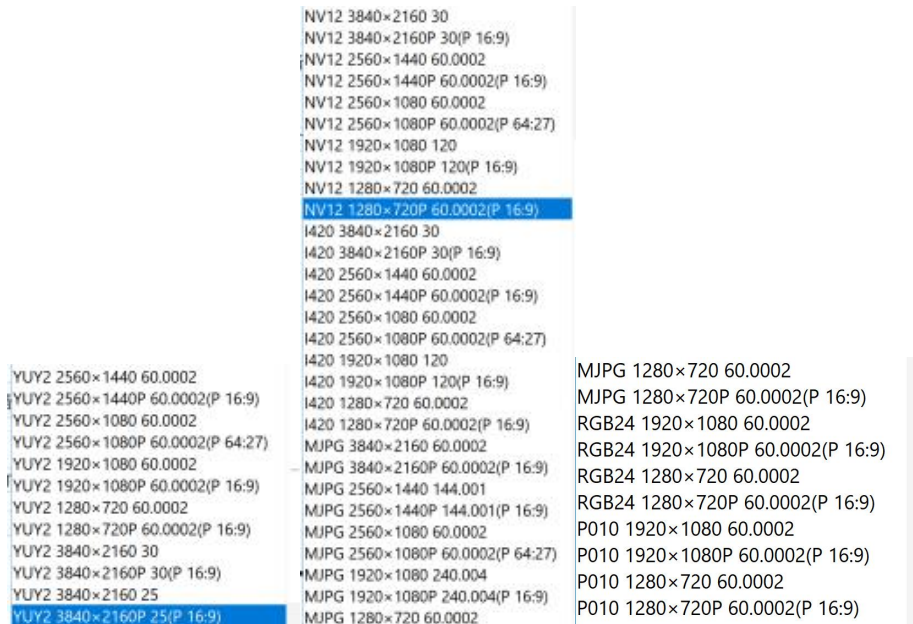 YUY2 2560×1440 60.0002
YUY2 2560×1440P 60.0002(P 16:9)
YUY2 2560×1080 60.0002
YUY2 2560×1080P 60.0002(P 64:27)
YUY2 1920×1080 60.0002
YUY2 1920×1080P 60.0002(P 16:9)
YUY2 1280×720 60.0002
YUY2 1280×720P 60.0002(P 16:9)
YUY2 3840×2160 30
YUY2 3840×2160P 30(P 16:9)
YUY2 3840×2160 25
YUY2 3840×2160P 25(P 16:9)
NV12 3840×2160 30
NV12 3840×2160P 30(P 16:9)
NV12 2560×1440 60.0002
NV12 2560×1440P 60.0002(P 16:9)
NV12 2560×1080 60.0002
NV12 2560×1080P 60.0002(P 64:27)
NV12 1920×1080 120
NV12 1920×1080P 120(P 16:9)
NV12 1280×720 60.0002
NV12 1280×720P 60.0002(P 16:9)
I420 3840×2160 30
I420 3840×2160P 30(P 16:9)
I420 2560×1440 60.0002
I420 2560×1440P 60.0002(P 16:9)
I420 2560×1080 60.0002
I420 2560×1080P 60.0002(P 64:27)
I420 1920×1080 120
I420 1920×1080P 120(P 16:9)
I420 1280×720 60.0002
I420 1280×720P 60.0002(P 16:9)
MJPG 3840×2160 60.0002
MJPG 3840×2160P 60.0002(P 16:9)
MJPG 2560×1440 144.001
MJPG 2560×1440P 144.001(P 16:9)
MJPG 2560×1080 60.0002
MJPG 2560×1080P 60.0002(P 64:27)
MJPG 1920×1080 240.004
MJPG 1920×1080P 240.004(P 16:9)
MJPG 1280×720 60.0002
MJPG 1280×720 60.0002
MJPG 1280×720P 60.0002(P 16:9)
RGB24 1920×1080 60.0002
RGB24 1920×1080P 60.0002(P 16:9)
RGB24 1280×720 60.0002
RGB24 1280×720P 60.0002(P 16:9)
P010 1920×1080 60.0002
P010 1920×1080P 60.0002(P 16:9)
P010 1280×720 60.0002
P010 1280×720P 60.0002(P 16:9)